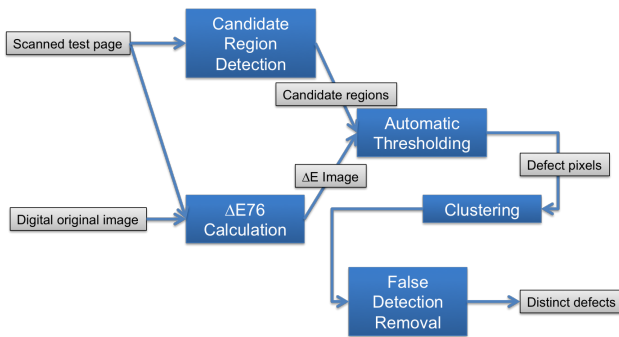 Scanned test page
Candidate
Region
Detection
Candidate regions
Automatic
Thresholding
ΔE Image
Defect pixels
Digital original image
ΔE76
Calculation
Clustering
False
Detection
Removal
Distinct defects